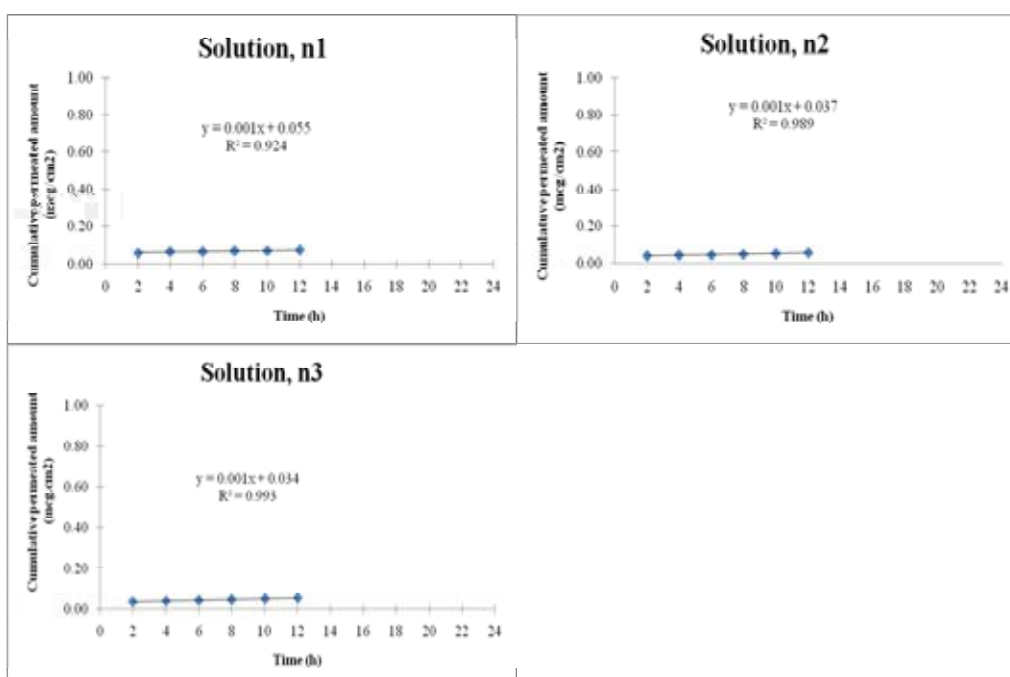 Solution, n1
Cumulative permeated amount
(mcg/cm2)
1.00
0.80
0.60
0.40
0.20
0.00
y = 0.001x + 0.055
R² = 0.924
0 2 4 6 8 10 12 14 16 18 20 22 24
Time (h)
Solution, n2
Cumulative permeated amount
(mcg/cm2)
1.00
0.80
0.60
0.40
0.20
0.00
y = 0.001x + 0.037
R² = 0.989
0 2 4 6 8 10 12 14 16 18 20 22 24
Time (h)
Solution, n3
Cumulative permeated amount
(mcg.cm2)
1.00
0.80
0.60
0.40
0.20
0.00
y = 0.001x + 0.034
R² = 0.993
0 2 4 6 8 10 12 14 16 18 20 22 24
Time (h)